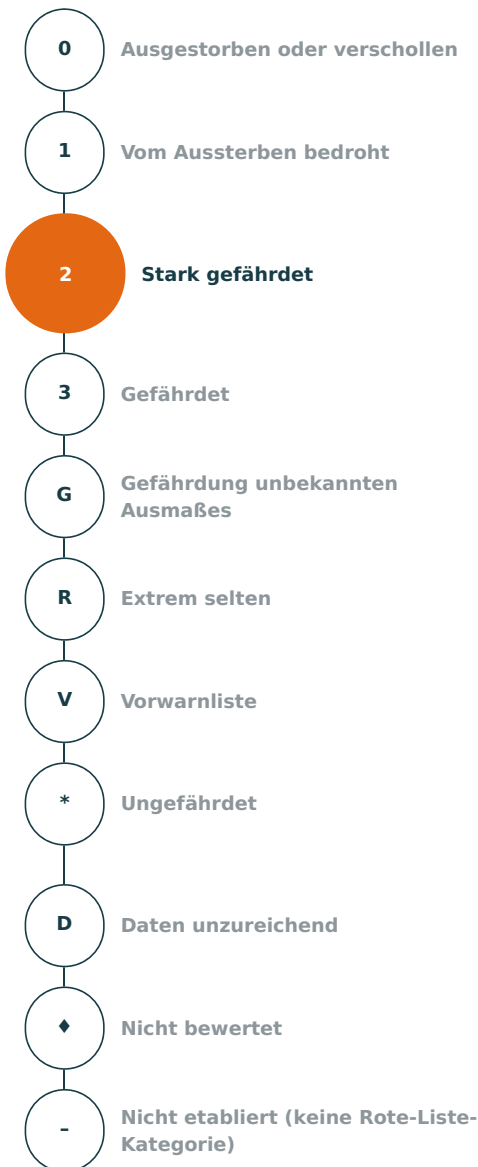 0 Ausgestorben oder verschollen
1 Vom Aussterben bedroht
2 Stark gefährdet
3 Gefährdet
G Gefährdung unbekannten
Ausmaßes
R Extrem selten
V Vorwarnliste
* Ungefährdet
D Daten unzureichend
♦ Nicht bewertet
– Nicht etabliert (keine Rote-Liste-
Kategorie)